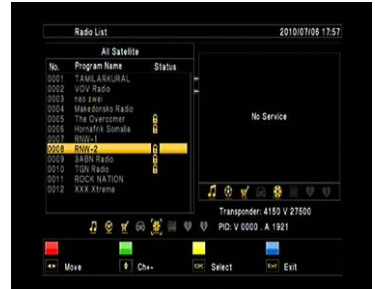 Radio List 2010/07/06 17:57
All Satellite
No. Program Name Status
0001 TAMILARKURAL
0002 VOV Radio
0003 neo zwei
0004 Makedonsko Radio
0005 The Overcomer
0006 Hornafrik Somalia
0007 RNW-1
0008 RNW-2
0009 3ABN Radio
0010 TGN Radio
0011 ROCK NATION
0012 XXX Xtreme
No Service
Transponder: 4150 V 27500
PID: V 0000 . A 1921
Move Ch+- OK Select Exit Exit